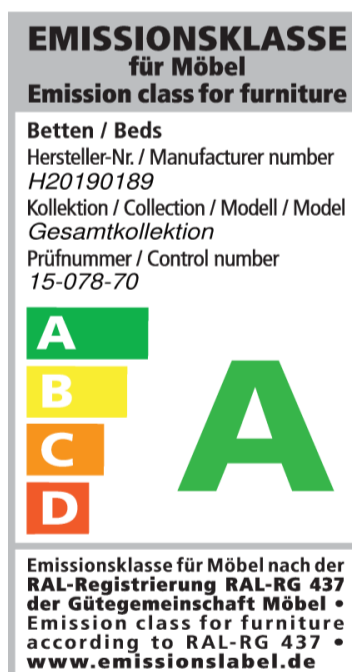 EMISSIONSKLASSE
für Möbel
Emission class for furniture
Betten / Beds
Hersteller-Nr. / Manufacturer number
H20190189
Kollektion / Collection / Modell / Model
Gesamtkollektion
Prüfnummer / Control number
15-078-70
A
B
C
D
A
Emissionsklasse für Möbel nach der
RAL-Registrierung RAL-RG 437
der Gütegemeinschaft Möbel •
Emission class for furniture
according to RAL-RG 437 •
www.emissionslabel.de